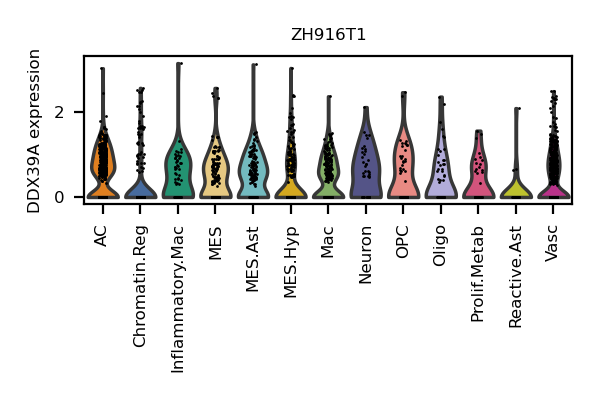 ZH916T1
DDX39A expression
2
0
AC
Chromatin.Reg
Inflammatory.Mac
MES
MES.Ast
MES.Hyp
Mac
Neuron
OPC
Oligo
Prolif.Metab
Reactive.Ast
Vasc